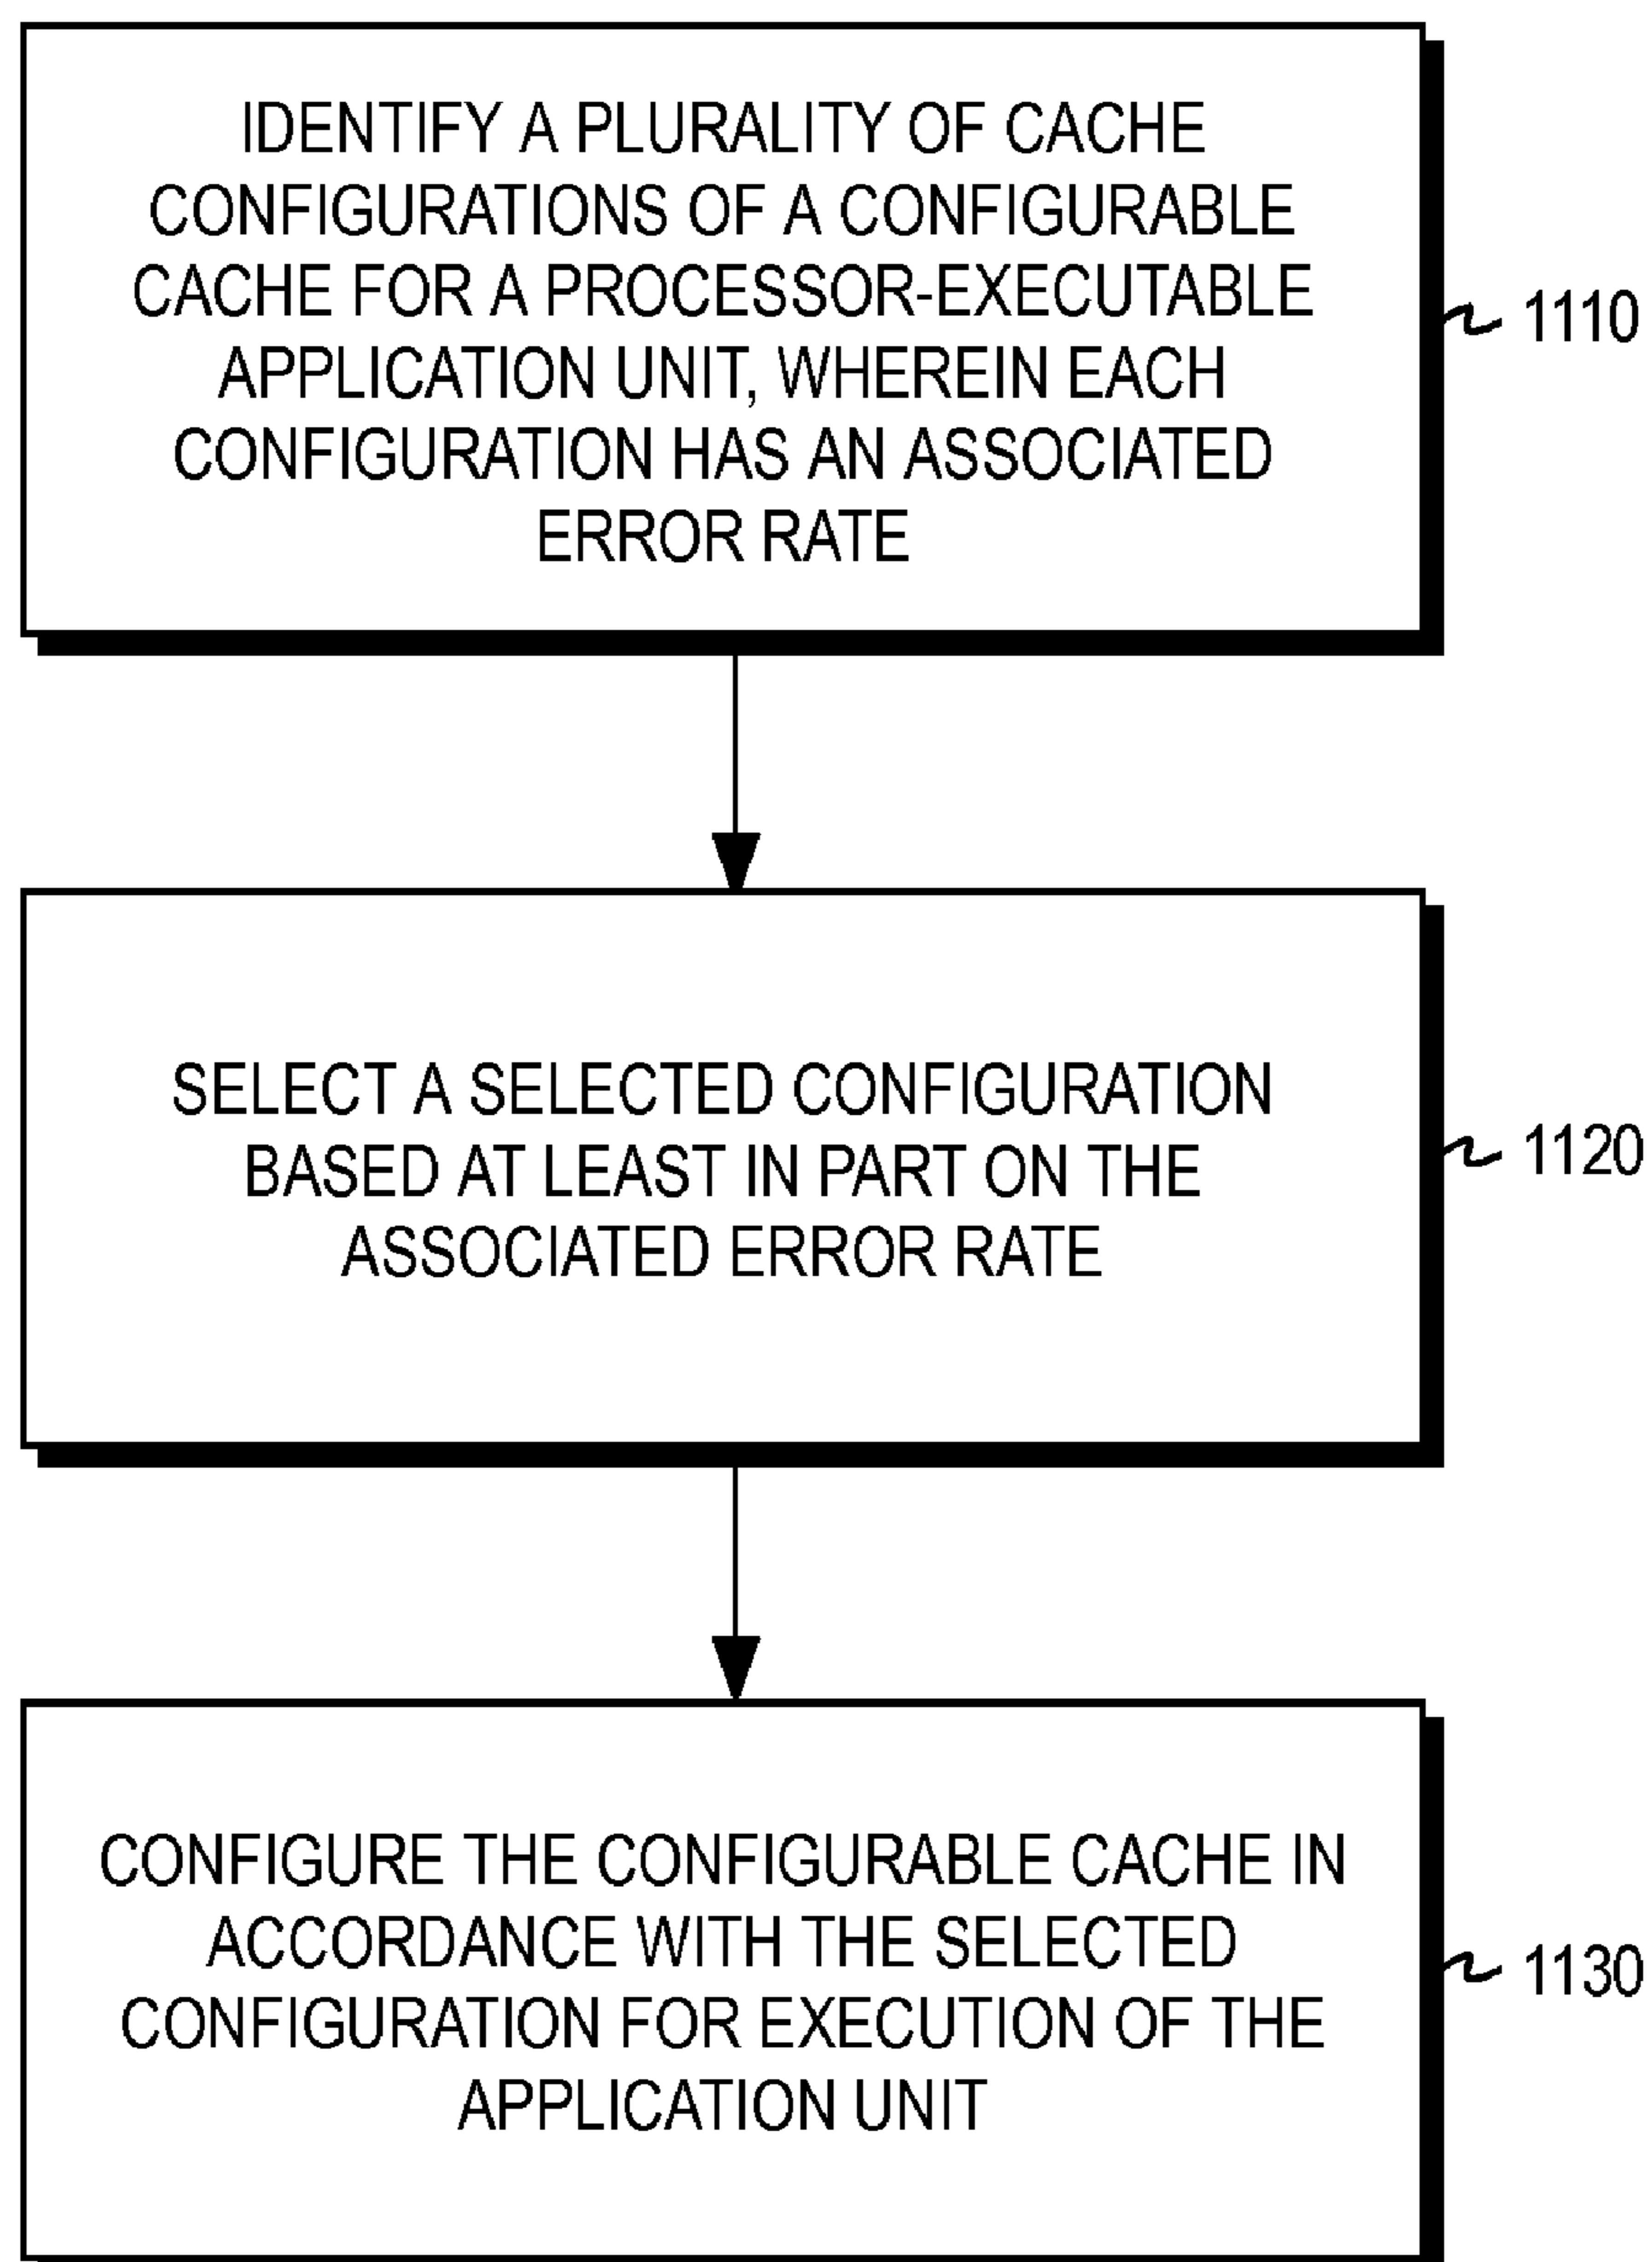 IDENTIFY A PLURALITY OF CACHE
CONFIGURATIONS OF A CONFIGURABLE
CACHE FOR A PROCESSOR-EXECUTABLE
APPLICATION UNIT, WHEREIN EACH
CONFIGURATION HAS AN ASSOCIATED
ERROR RATE
1110
SELECT A SELECTED CONFIGURATION
BASED AT LEAST IN PART ON THE
ASSOCIATED ERROR RATE
1120
CONFIGURE THE CONFIGURABLE CACHE IN
ACCORDANCE WITH THE SELECTED
CONFIGURATION FOR EXECUTION OF THE
APPLICATION UNIT
1130